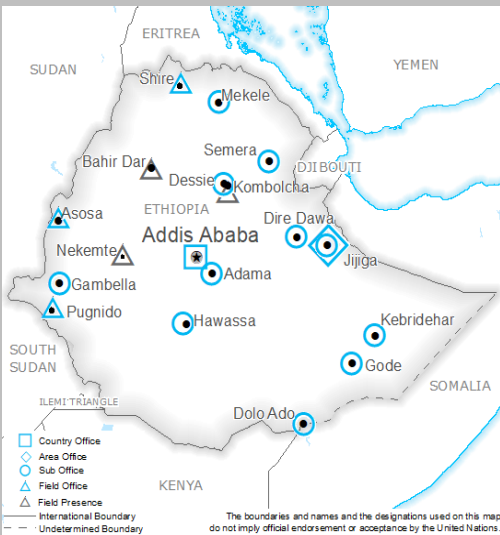 ERITREA
SUDAN
YEMEN
Shire
Mekele
Semera
Bahir Dar
DJIBOUTI
Dessie
Kombolcha
ETHIOPIA
Asosa
Dire Dawa
Addis Ababa
Nekemte
Jijiga
Adama
Gambella
Pugnido
Hawassa
Kebridehar
SOUTH
SUDAN
Gode
SOMALIA
ILEMI TRIANGLE
Dolo Ado
Country Office
Area Office
Sub Office
Field Office
KENYA
Field Presence
International Boundary
Undetermined Boundary
The boundaries and names and the designations used on this map
do not imply official endorsement or acceptance by the United Nations.